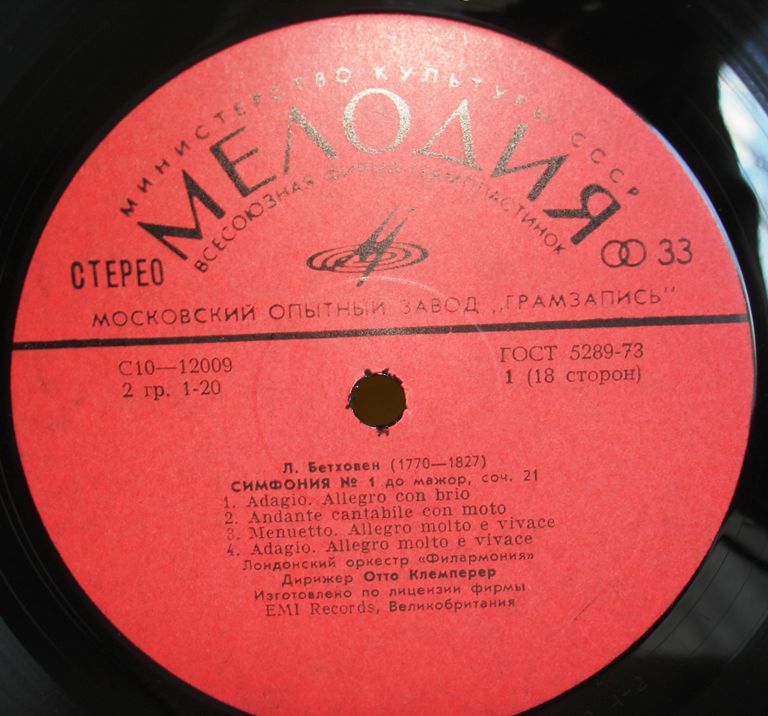 МИНИСТЕРСТВО КУЛЬТУРЫ СССР
МЕЛОДИЯ
ВСЕСОЮЗНАЯ ФИРМА ГРАМПЛАСТИНОК
СТЕРЕО
33
МОСКОВСКИЙ ОПЫТНЫЙ ЗАВОД „ГРАМЗАПИСЬ"
С10—12009
ГОСТ 5289-73
2 гр. 1-20
1 (18 сторон)
Л. Бетховен (1770—1827)
СИМФОНИЯ № 1 до мажор, соч. 21
1. Adagio. Allegro con brio
2. Andante cantabile con moto
3. Menuetto. Allegro molto e vivace
4. Adagio. Allegro molto e vivace
Лондонский оркестр «Филармония»
Дирижер Отто Клемперер
Изготовлено по лицензии фирмы
EMI Records, Великобритания